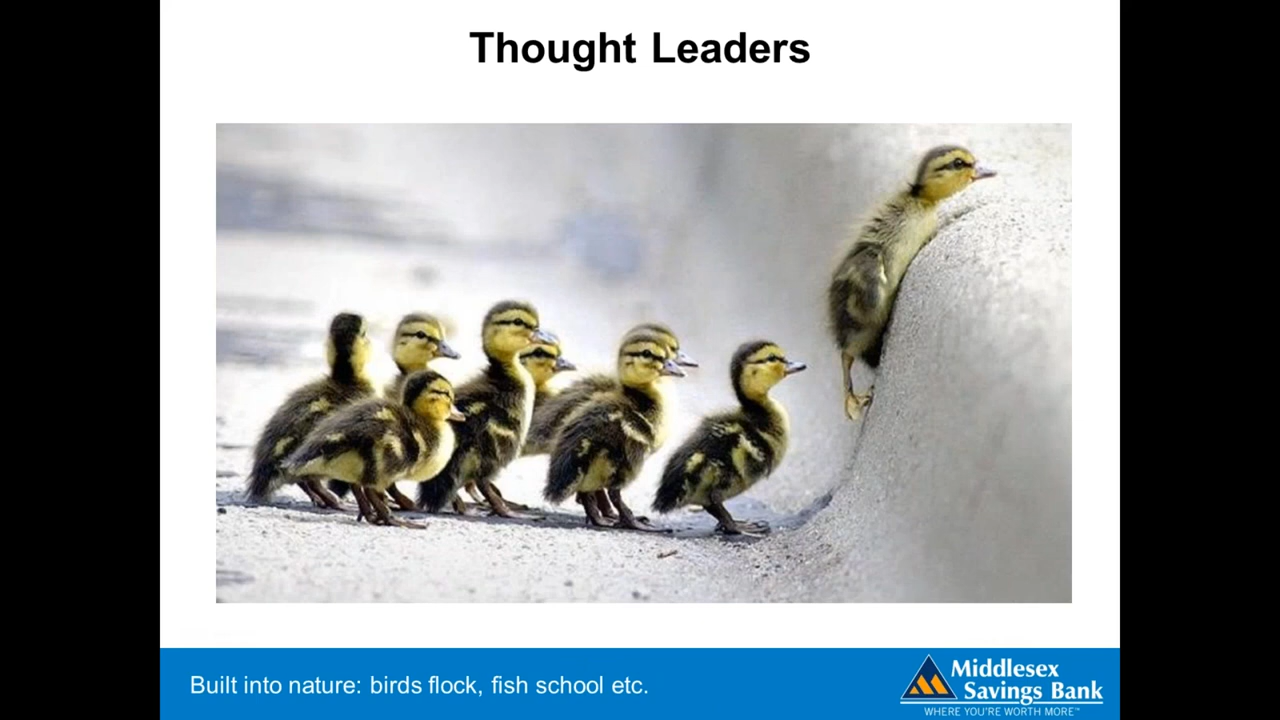 Thought Leaders
Built into nature: birds flock, fish school etc.
Middlesex
Savings Bank
WHERE YOU'RE WORTH MORE™